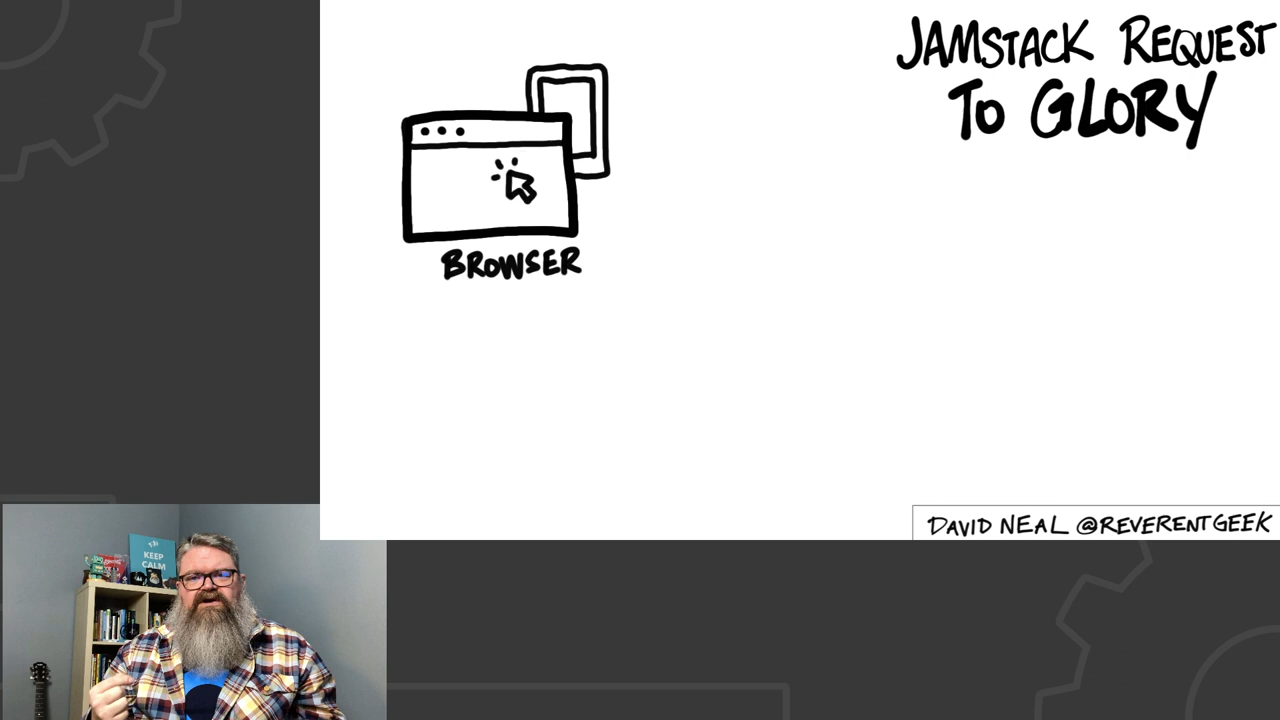 JAMSTACK REQUEST
TO GLORY
BROWSER
DAVID NEAL @REVERENTGEEK
KEEP
CALM